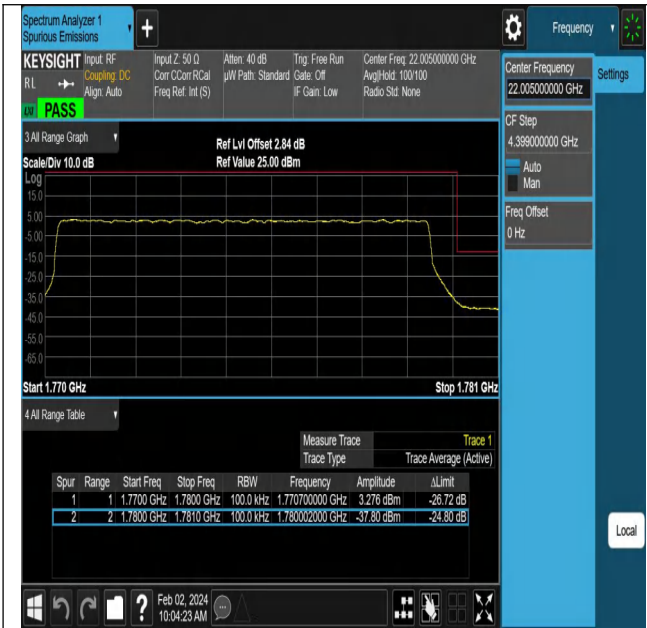 Spectrum Analyzer 1
Spurious Emissions
Frequency
KEYSIGHT
RL
Input: RF
Coupling: DC
Align: Auto
Input Z: 50 Ω
Corr CCorr RCal
Freq Ref: Int (S)
Atten: 40 dB
µW Path: Standard
Trig: Free Run
Gate: Off
IF Gain: Low
Center Freq: 22.005000000 GHz
Avg|Hold: 100/100
Radio Std: None
PASS
Center Frequency
22.005000000 GHz
Settings
CF Step
4.399000000 GHz
Auto
Man
Freq Offset
0 Hz
3 All Range Graph
Ref Lvl Offset 2.84 dB
Scale/Div 10.0 dB
Ref Value 25.00 dBm
Log
15.0
5.00
-5.00
-15.0
-25.0
-35.0
-45.0
-55.0
-65.0
Start 1.770 GHz
Stop 1.781 GHz
4 All Range Table
Measure Trace Trace 1
Trace Type Trace Average (Active)
Spur Range Start Freq Stop Freq RBW Frequency Amplitude ΔLimit
1 1 1.7700 GHz 1.7800 GHz 100.0 kHz 1.770700000 GHz 3.276 dBm -26.72 dB
2 2 1.7800 GHz 1.7810 GHz 100.0 kHz 1.780002000 GHz -37.80 dBm -24.80 dB
Local
Feb 02, 2024
10:04:23 AM